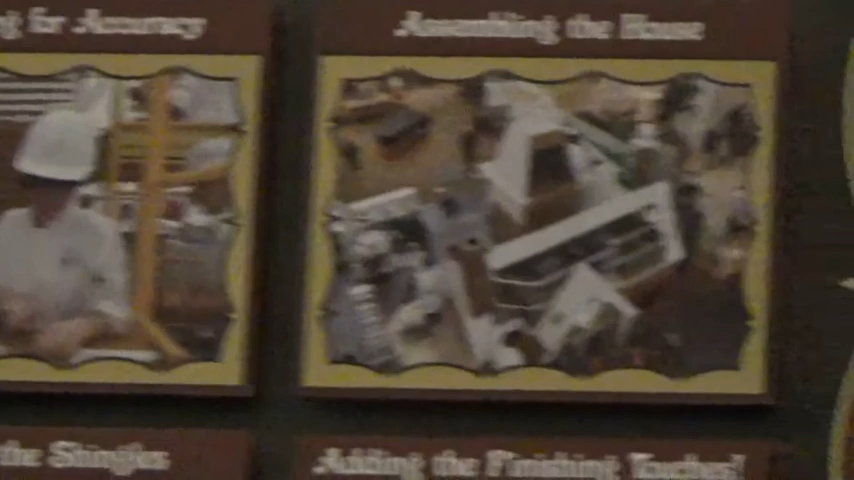 g for Accuracy
Assembling the House
the Shingles
Adding the Finishing Touches!